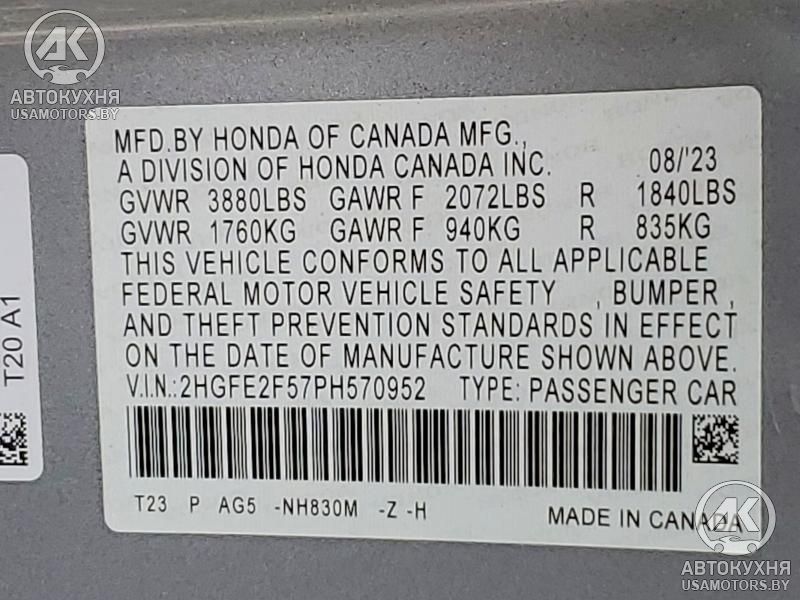 АК
АВТОКУХНЯ
USAMOTORS.BY
MFD.BY HONDA OF CANADA MFG.,
A DIVISION OF HONDA CANADA INC. 08/'23
GVWR 3880LBS GAWR F 2072LBS R 1840LBS
GVWR 1760KG GAWR F 940KG R 835KG
THIS VEHICLE CONFORMS TO ALL APPLICABLE
FEDERAL MOTOR VEHICLE SAFETY , BUMPER ,
AND THEFT PREVENTION STANDARDS IN EFFECT
ON THE DATE OF MANUFACTURE SHOWN ABOVE.
V.I.N.:2HGFE2F57PH570952 TYPE: PASSENGER CAR
T23 P AG5 -NH830M -Z -H
MADE IN CANADA
T20 A1
АК
АВТОКУХНЯ
USAMOTORS.BY